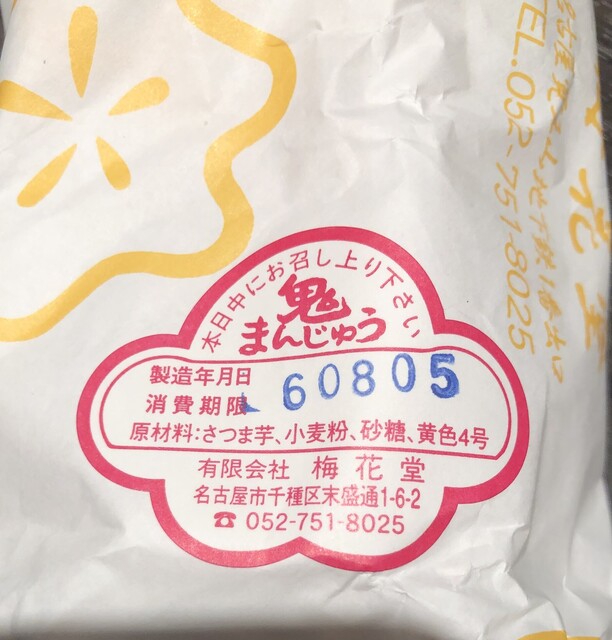 本日中にお召し上り下さい
鬼
まんじゅう
製造年月日
消費期限
60805
原材料:さつま芋、小麦粉、砂糖、黄色4号
有限会社 梅花堂
名古屋市千種区末盛通1-6-2
☎ 052-751-8025
花堂
TEL.052-751-8025